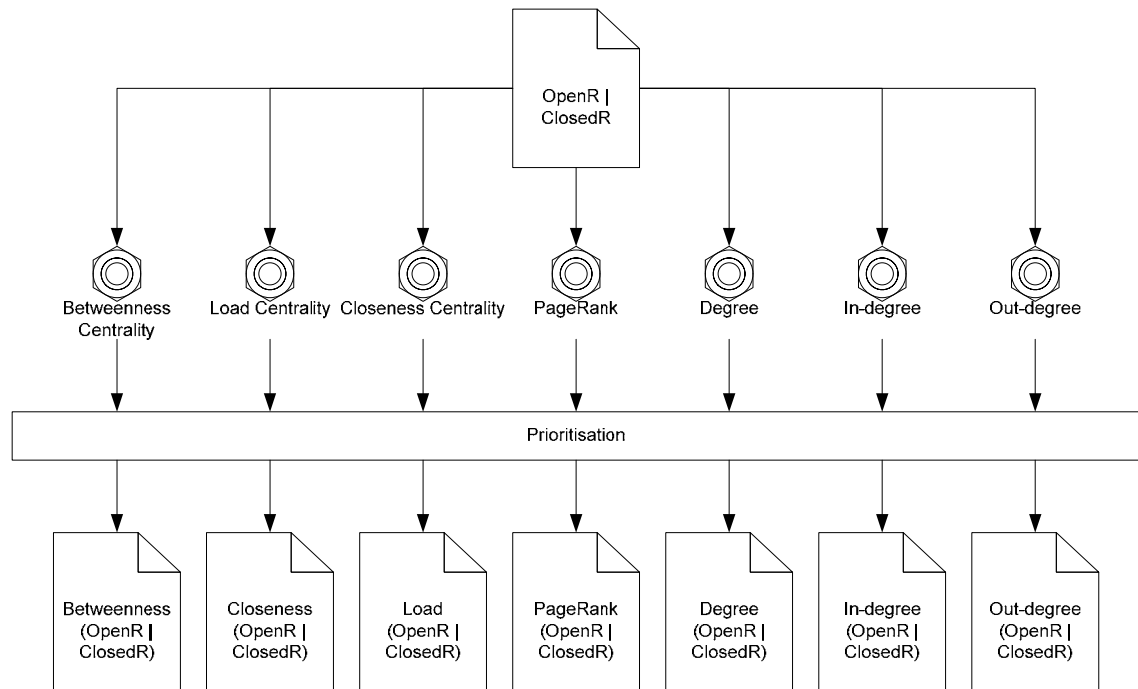 OpenR |
ClosedR
Betweenness
Centrality
Load Centrality
Closeness Centrality
PageRank
Degree
In-degree
Out-degree
Prioritisation
Betweenness
(OpenR |
ClosedR)
Closeness
(OpenR |
ClosedR)
Load
(OpenR |
ClosedR)
PageRank
(OpenR |
ClosedR)
Degree
(OpenR |
ClosedR)
In-degree
(OpenR |
ClosedR)
Out-degree
(OpenR |
ClosedR)